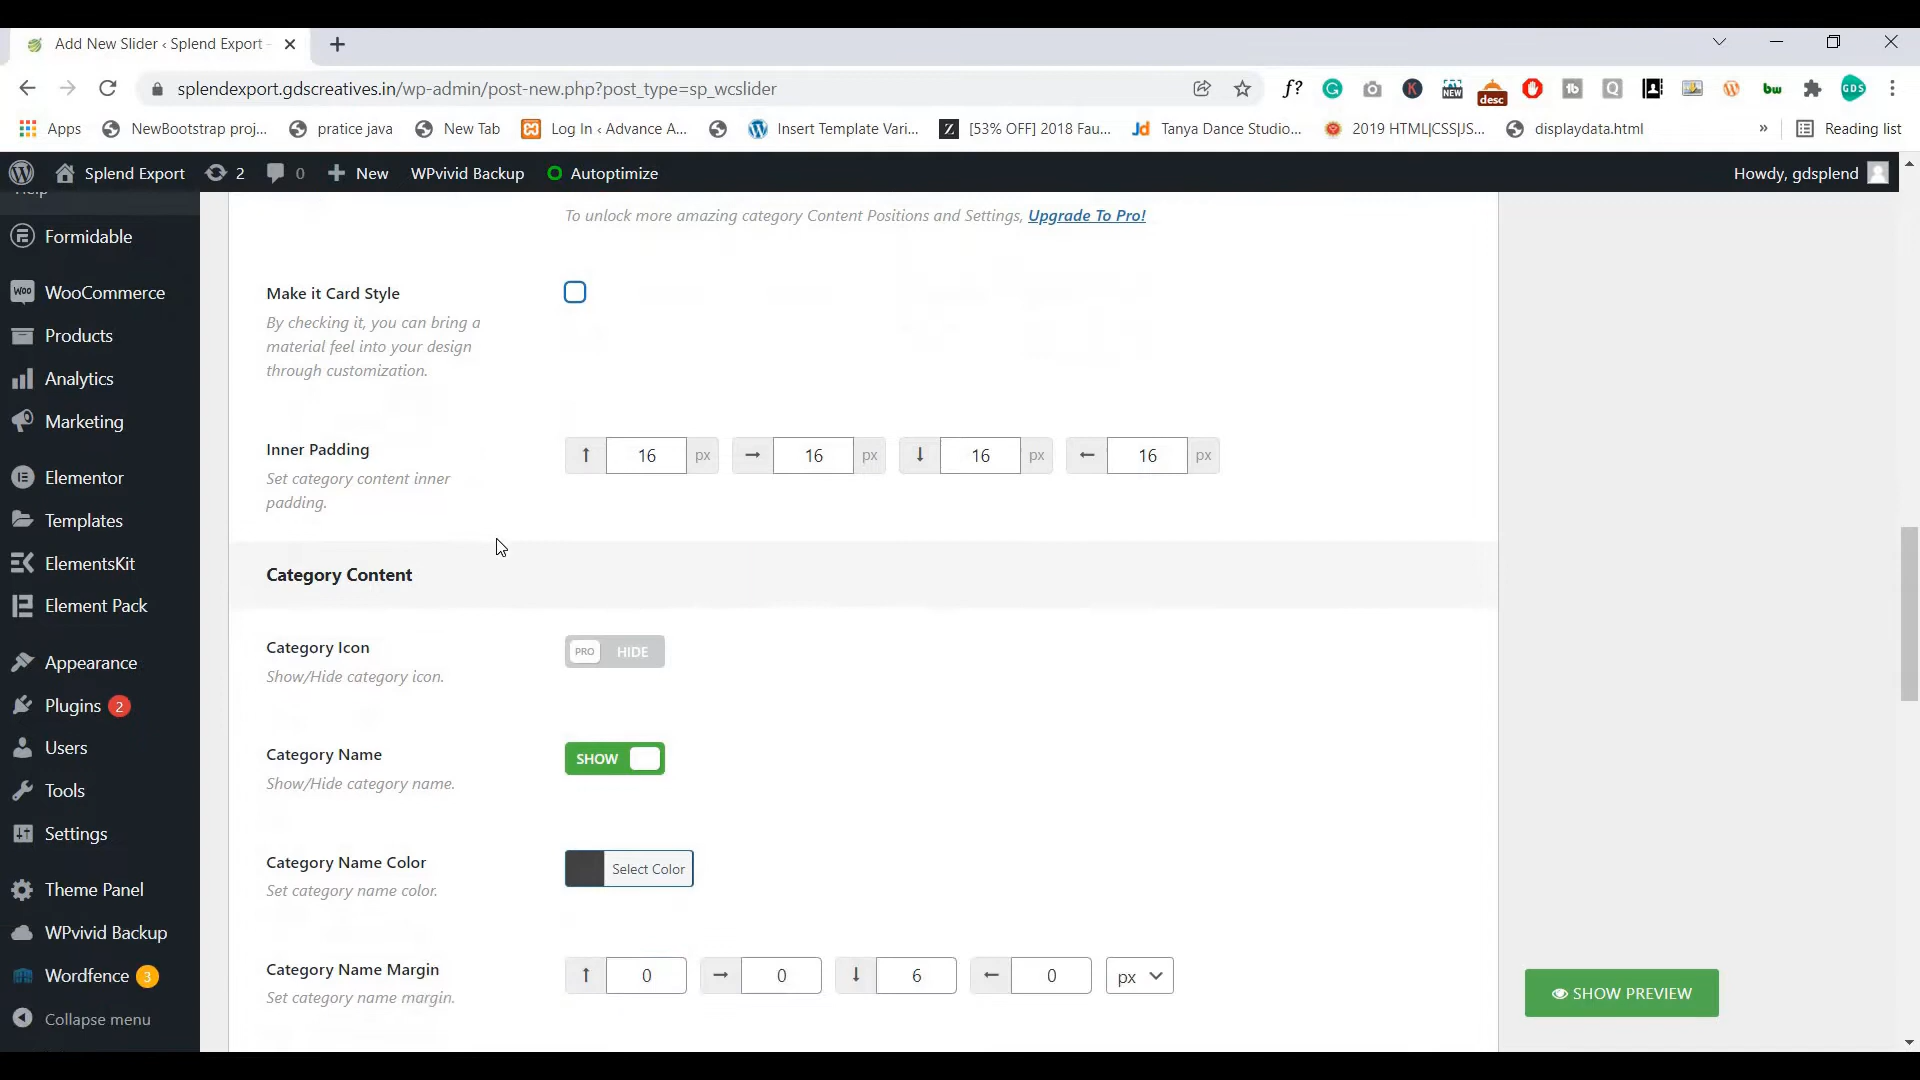 Add New Slider ‹ Splend Export -
splendexport.gdscreatives.in/wp-admin/post-new.php?post_type=sp_wcslider
f?
NEW
desc
bw
GDS
Apps
NewBootstrap proj...
pratice java
New Tab
Log In ‹ Advance A...
Insert Template Vari...
[53% OFF] 2018 Fau...
Tanya Dance Studio...
2019 HTML|CSS|JS...
displaydata.html
»
Reading list
Splend Export
2
0
New
WPvivid Backup
Autoptimize
Howdy, gdsplend
Help
Formidable
WooCommerce
Products
Analytics
Marketing
Elementor
Templates
ElementsKit
Element Pack
Appearance
Plugins 2
Users
Tools
Settings
Theme Panel
WPvivid Backup
Wordfence 3
Collapse menu
To unlock more amazing category Content Positions and Settings, Upgrade To Pro!
Make it Card Style
By checking it, you can bring a
material feel into your design
through customization.
Inner Padding
Set category content inner
padding.
16 px 16 px 16 px 16 px
Category Content
Category Icon
Show/Hide category icon.
PRO HIDE
Category Name
Show/Hide category name.
SHOW
Category Name Color
Set category name color.
Select Color
Category Name Margin
Set category name margin.
0 0 6 0 px
SHOW PREVIEW